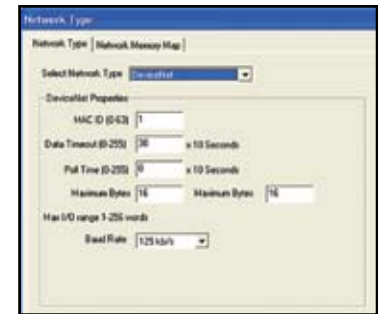 Network Type
Network Type Network Memory Map
Select Network Type DeviceNet
DeviceNet Properties
MAC ID (0-63) 1
Data Timeout (0-255) 30 x 10 Seconds
Poll Time (0-255) 0 x 10 Seconds
Maximum Bytes 16 Maximum Bytes 16
Max I/O range 1-256 words
Baud Rate 125 kb/s